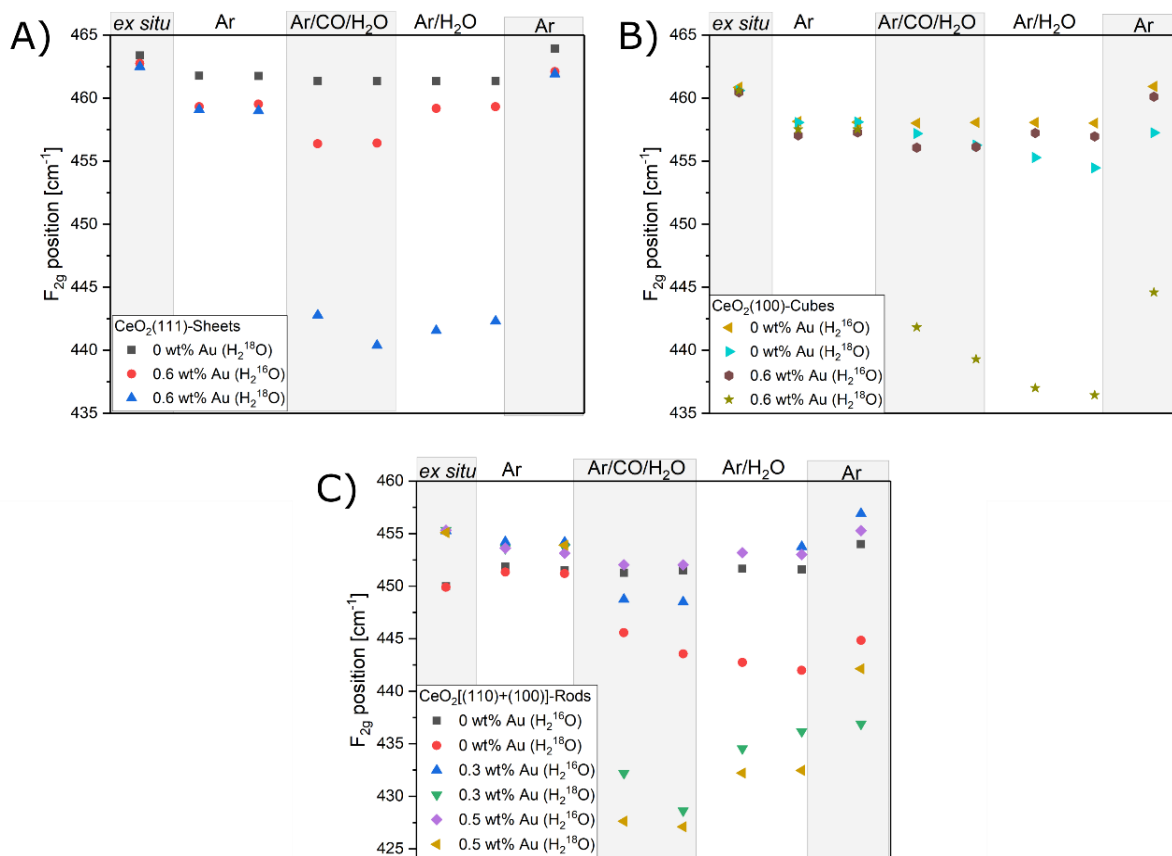 A)
ex situ
Ar
Ar/CO/H₂O
Ar/H₂O
Ar
465
460
455
450
445
440
435
F₂g position [cm⁻¹]
CeO₂(111)-Sheets
0 wt% Au (H₂¹⁸O)
0.6 wt% Au (H₂¹⁶O)
0.6 wt% Au (H₂¹⁸O)
B)
ex situ
Ar
Ar/CO/H₂O
Ar/H₂O
Ar
465
460
455
450
445
440
435
F₂g position [cm⁻¹]
CeO₂(100)-Cubes
0 wt% Au (H₂¹⁶O)
0 wt% Au (H₂¹⁸O)
0.6 wt% Au (H₂¹⁶O)
0.6 wt% Au (H₂¹⁸O)
C)
ex situ
Ar
Ar/CO/H₂O
Ar/H₂O
Ar
460
455
450
445
440
435
430
425
F₂g position [cm⁻¹]
CeO₂[(110)+(100)]-Rods
0 wt% Au (H₂¹⁶O)
0 wt% Au (H₂¹⁸O)
0.3 wt% Au (H₂¹⁶O)
0.3 wt% Au (H₂¹⁸O)
0.5 wt% Au (H₂¹⁶O)
0.5 wt% Au (H₂¹⁸O)